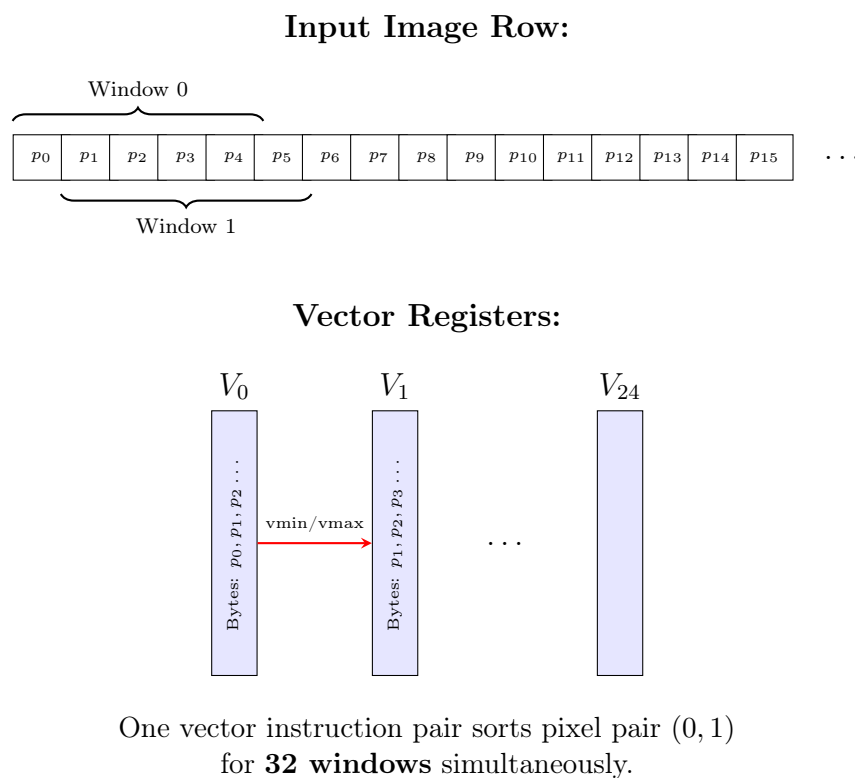 Input Image Row:
Window 0
p₀ p₁ p₂ p₃ p₄ p₅ p₆ p₇ p₈ p₉ p₁₀ p₁₁ p₁₂ p₁₃ p₁₄ p₁₅ ...
Window 1
Vector Registers:
V₀ V₁ V₂₄
Bytes: p₀, p₁, p₂ ...
vmin/vmax
Bytes: p₁, p₂, p₃ ...
...
One vector instruction pair sorts pixel pair (0, 1)
for 32 windows simultaneously.